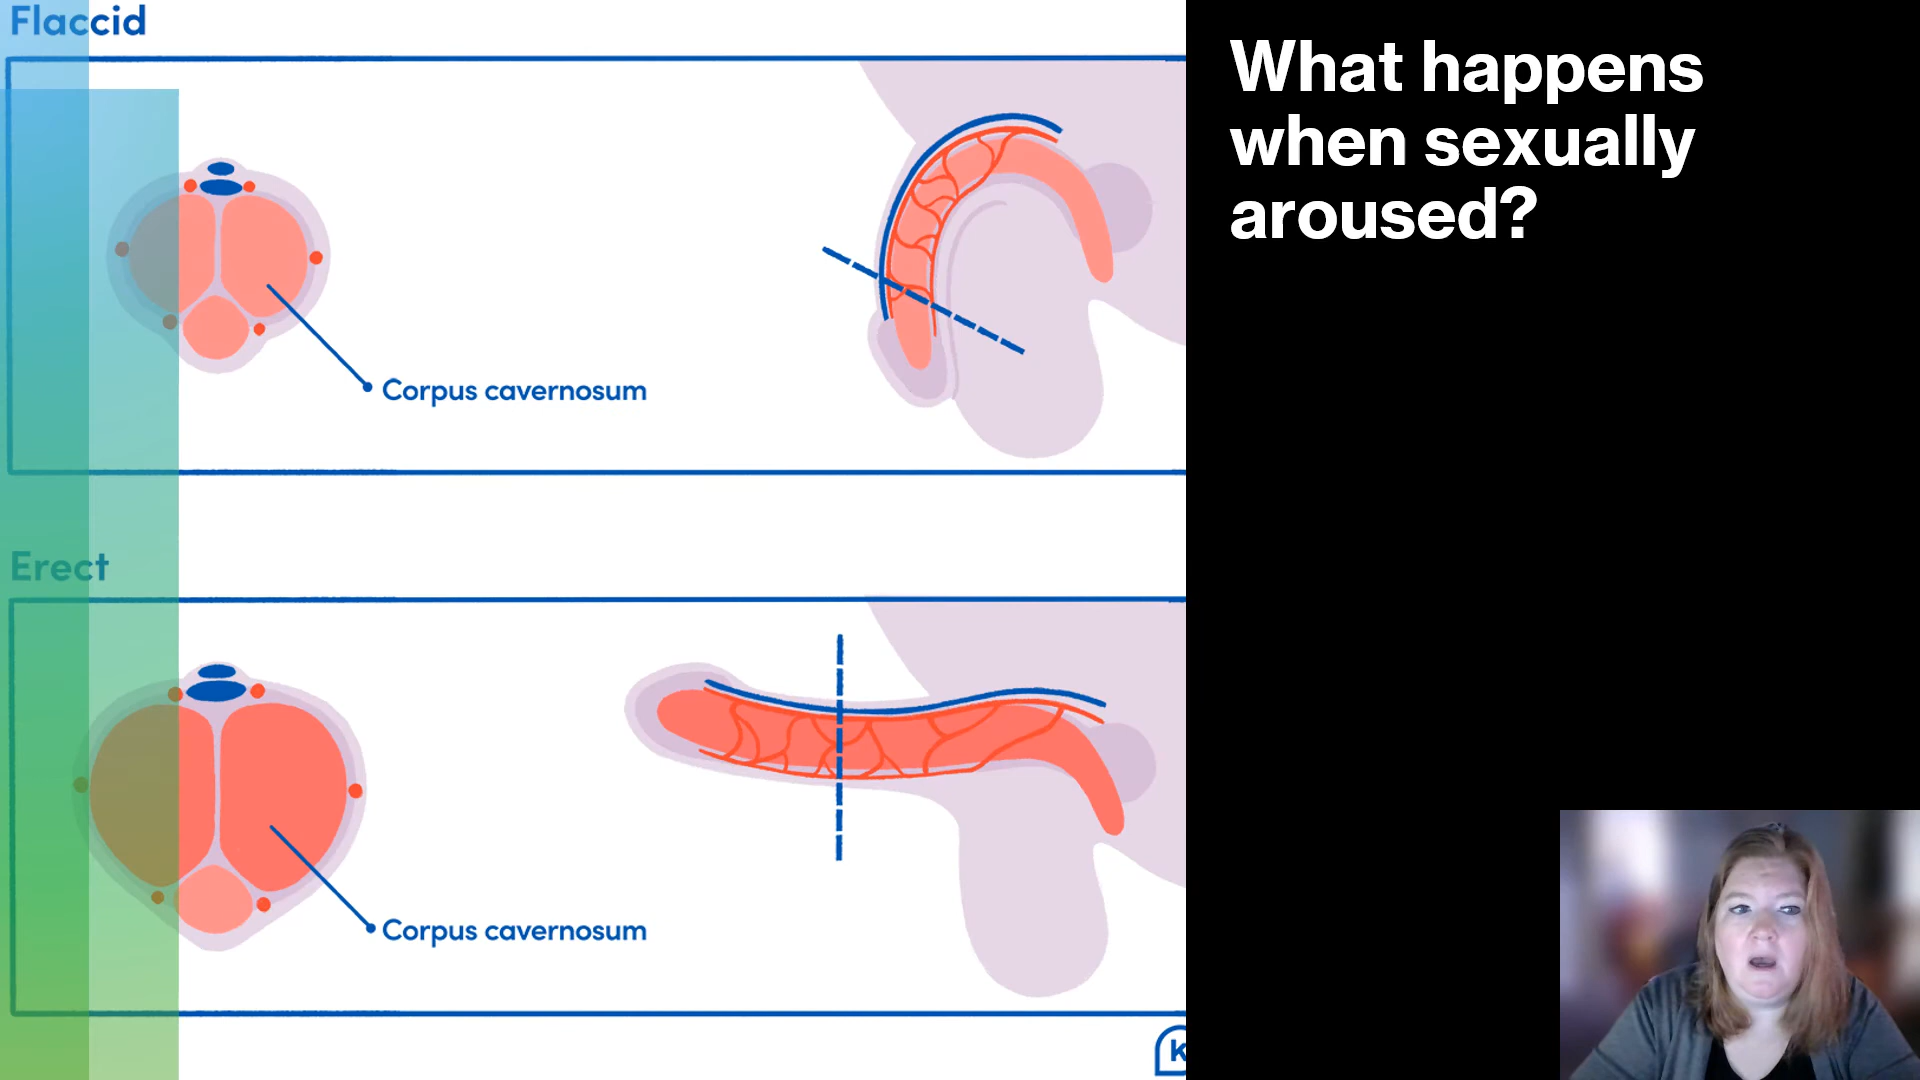 Flaccid
Corpus cavernosum
Erect
Corpus cavernosum
k
What happens
when sexually
aroused?